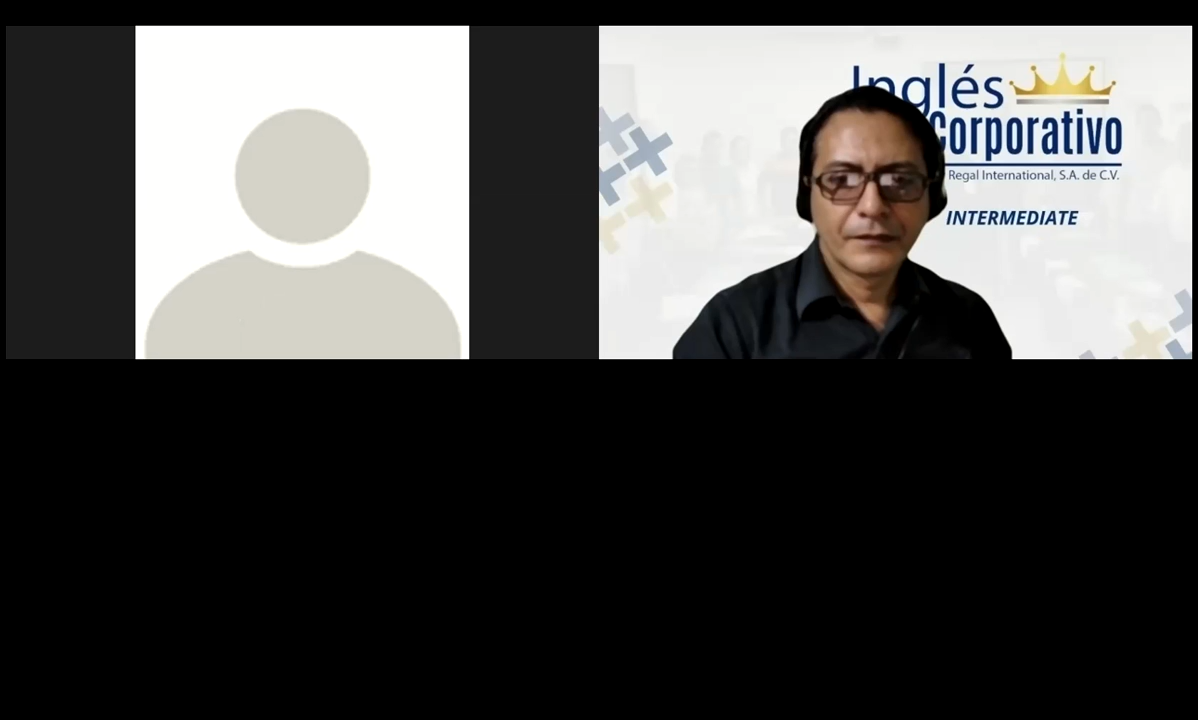 Inglés
Corporativo
Regal International, S.A. de C.V.
INTERMEDIATE